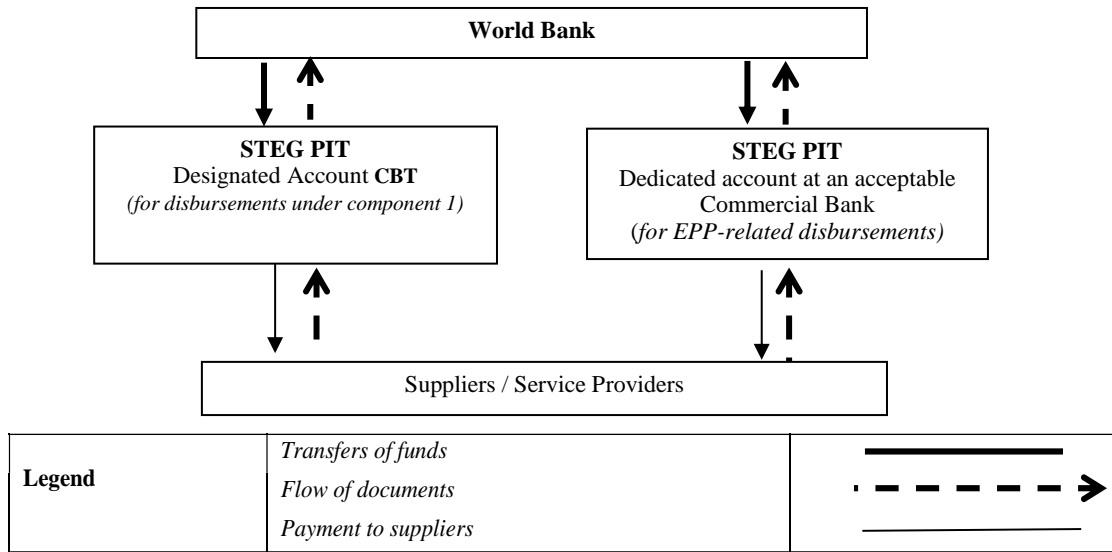 World Bank
STEG PIT
Designated Account CBT
(for disbursements under component 1)
STEG PIT
Dedicated account at an acceptable
Commercial Bank
(for EPP-related disbursements)
Suppliers / Service Providers
Legend
Transfers of funds
Flow of documents
Payment to suppliers